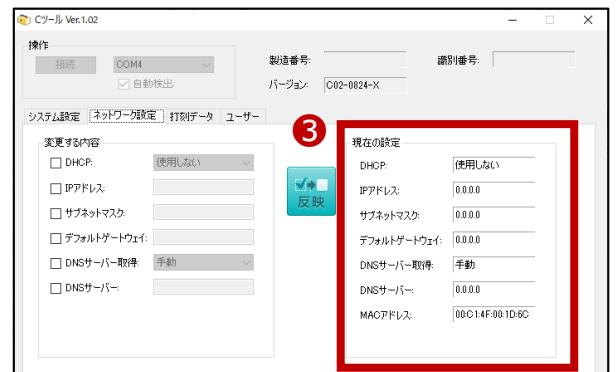 Cツール Ver.1.02
操作
接続 COM4
自動検出
製造番号:
識別番号:
バージョン: C02-0824-X
システム設定 ネットワーク設定 打刻データ ユーザー
3
変更する内容
DHCP: 使用しない
IPアドレス:
サブネットマスク:
デフォルトゲートウェイ:
DNSサーバー取得: 手動
DNSサーバー:
反映
現在の設定
DHCP: 使用しない
IPアドレス: 0.0.0.0
サブネットマスク: 0.0.0.0
デフォルトゲートウェイ: 0.0.0.0
DNSサーバー取得: 手動
DNSサーバー: 0.0.0.0
MACアドレス: 00:C1:4F:00:1D:6C